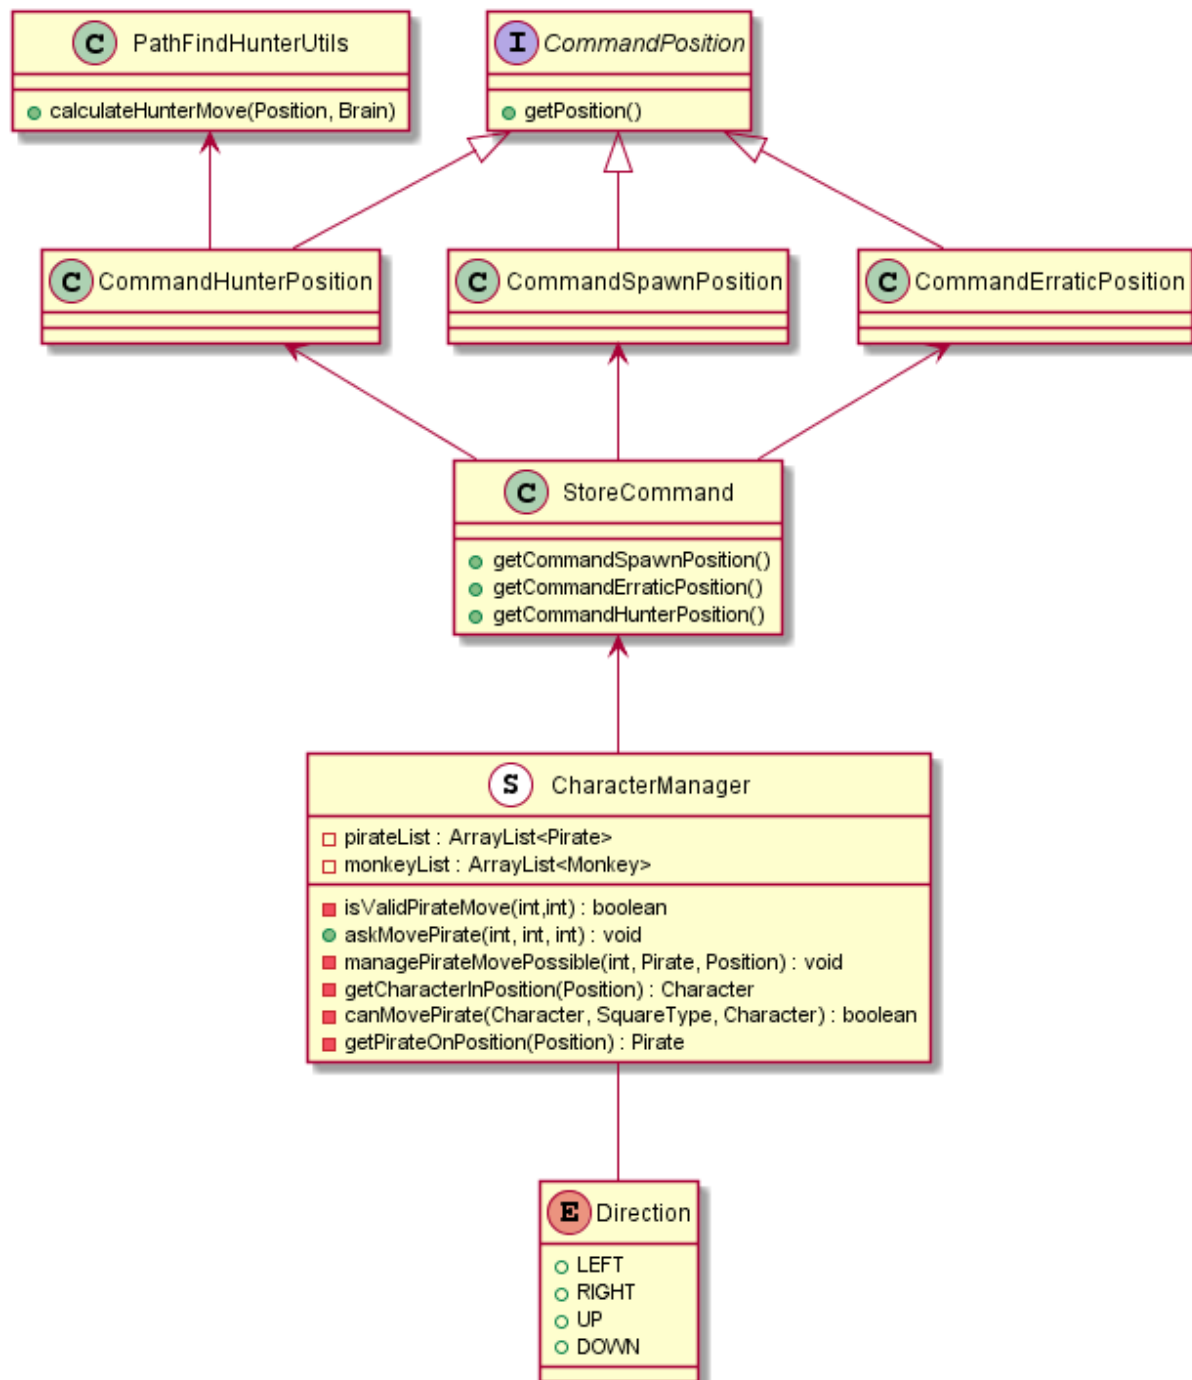 C PathFindHunterUtils
calculateHunterMove(Position, Brain)
I CommandPosition
getPosition()
C CommandHunterPosition
C CommandSpawnPosition
C CommandErraticPosition
C StoreCommand
getCommandSpawnPosition()
getCommandErraticPosition()
getCommandHunterPosition()
S CharacterManager
pirateList : ArrayList<Pirate>
monkeyList : ArrayList<Monkey>
isValidPirateMove(int,int) : boolean
askMovePirate(int, int, int) : void
managePirateMovePossible(int, Pirate, Position) : void
getCharacterInPosition(Position) : Character
canMovePirate(Character, SquareType, Character) : boolean
getPirateOnPosition(Position) : Pirate
E Direction
LEFT
RIGHT
UP
DOWN